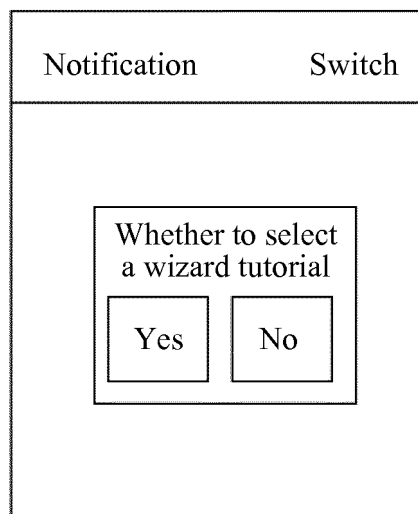 Notification Switch
Whether to select
a wizard tutorial
Yes No